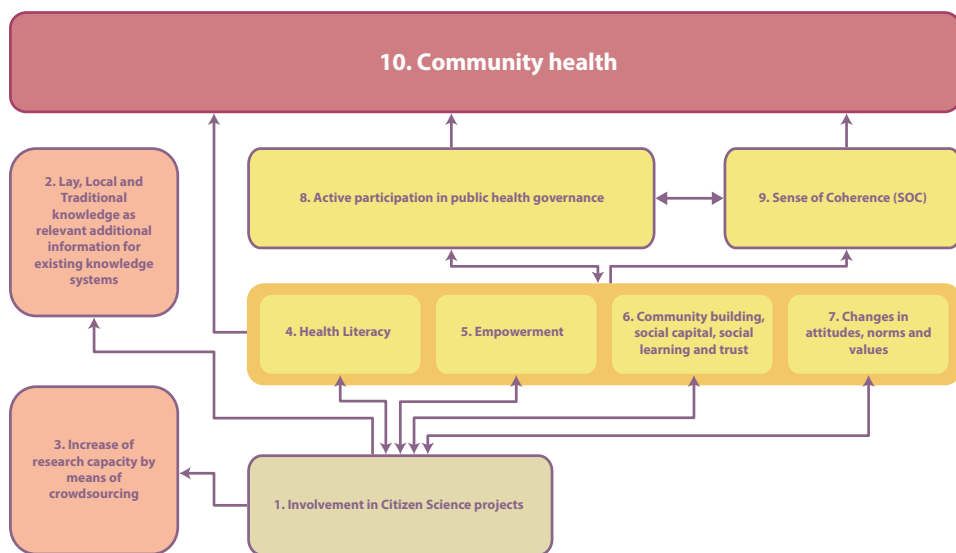 10. Community health
2. Lay, Local and
Traditional
knowledge as
relevant additional
information for
existing knowledge
systems
8. Active participation in public health governance
9. Sense of Coherence (SOC)
4. Health Literacy
5. Empowerment
6. Community building,
social capital, social
learning and trust
7. Changes in
attitudes, norms and
values
3. Increase of
research capacity by
means of
crowdsourcing
1. Involvement in Citizen Science projects